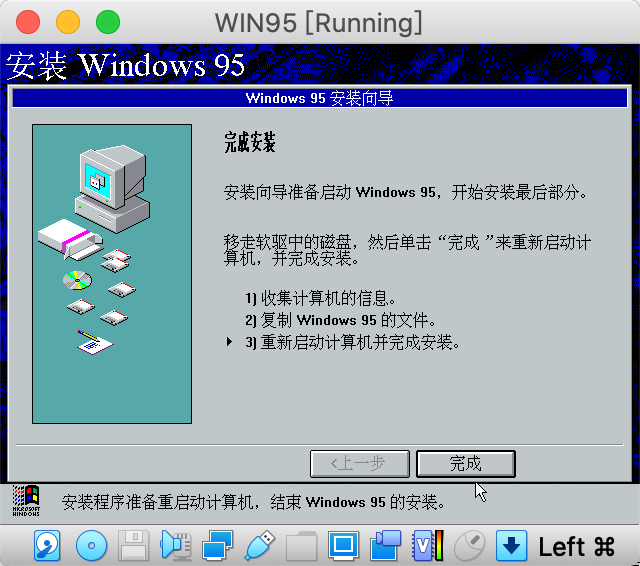 WIN95 [Running]
安装 Windows 95
Windows 95 安装向导
完成安装
安装向导准备启动 Windows 95，开始安装最后部分。
移走软驱中的磁盘，然后单击“完成 ”来重新启动计
算机，并完成安装。
1) 收集计算机的信息。
2) 复制 Windows 95 的文件。
3) 重新启动计算机并完成安装。
<上一步
完成
MICROSOFT
WINDOWS
安装程序准备重启动计算机，结束 Windows 95 的安装。
Left ⌘